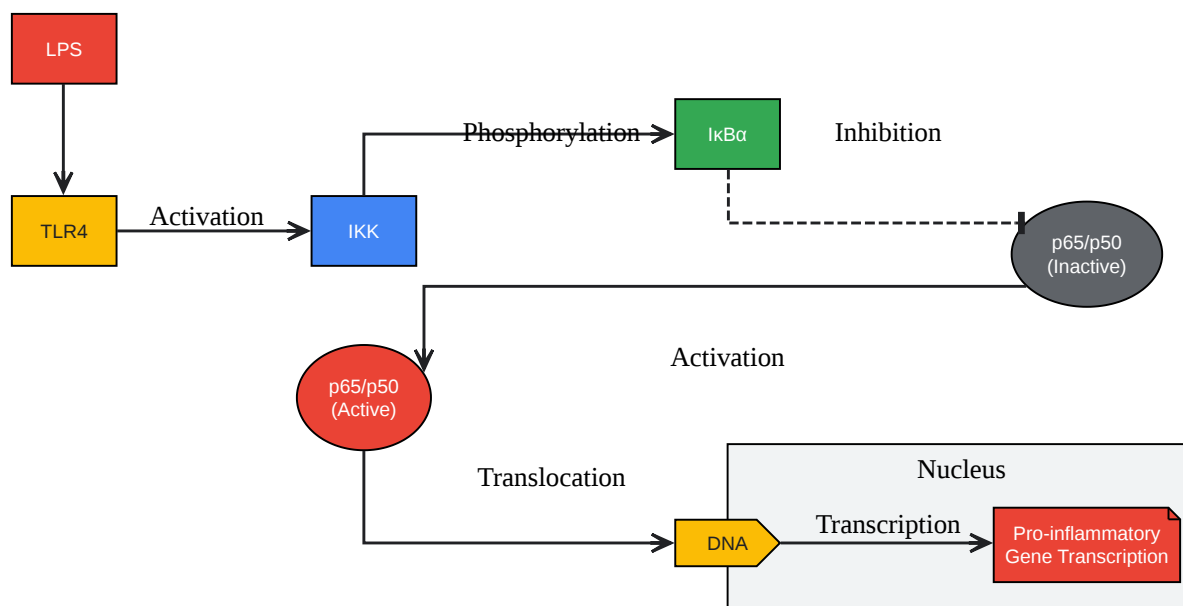 LPS
Phosphorylation
IκBα
Inhibition
TLR4
Activation
IKK
p65/p50
(Inactive)
Activation
p65/p50
(Active)
Translocation
Nucleus
DNA
Transcription
Pro-inflammatory
Gene Transcription